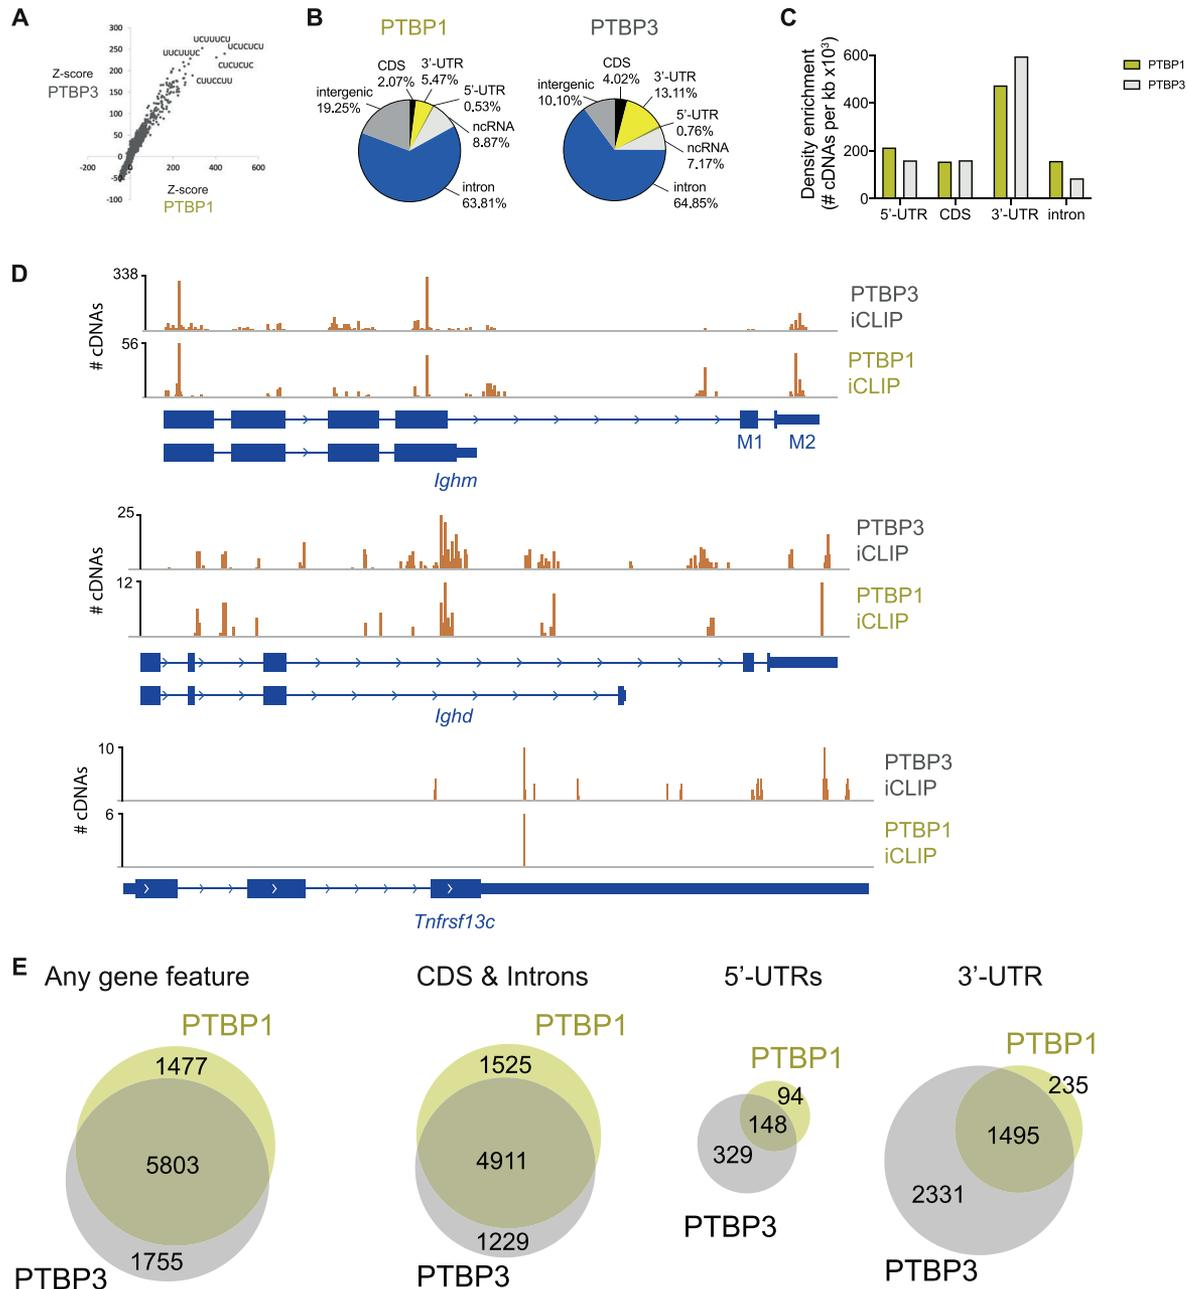 A
Z-score
PTBP3
300
250
200
150
100
50
0
-50
-100
-200
0
200
400
600
UCUUUCU
UUCUUUC
UCUCUCU
CUCUCUC
CUUCCUU
Z-score
PTBP1
B
PTBP1
CDS
2.07%
3'-UTR
5.47%
5'-UTR
0.53%
ncRNA
8.87%
intron
63.81%
intergenic
19.25%
PTBP3
CDS
4.02%
3'-UTR
13.11%
5'-UTR
0.76%
ncRNA
7.17%
intron
64.85%
intergenic
10.10%
C
Density enrichment
(# cDNAs per kb x10³)
600
400
200
0
5'-UTR
CDS
3'-UTR
intron
PTBP1
PTBP3
D
# cDNAs
338
PTBP3
iCLIP
56
PTBP1
iCLIP
M1
M2
Ighm
# cDNAs
25
PTBP3
iCLIP
12
PTBP1
iCLIP
Ighd
# cDNAs
10
PTBP3
iCLIP
6
PTBP1
iCLIP
Tnfrsf13c
E
Any gene feature
PTBP1
1477
5803
1755
PTBP3
CDS & Introns
PTBP1
1525
4911
1229
PTBP3
5'-UTRs
PTBP1
94
148
329
PTBP3
3'-UTR
PTBP1
235
1495
2331
PTBP3